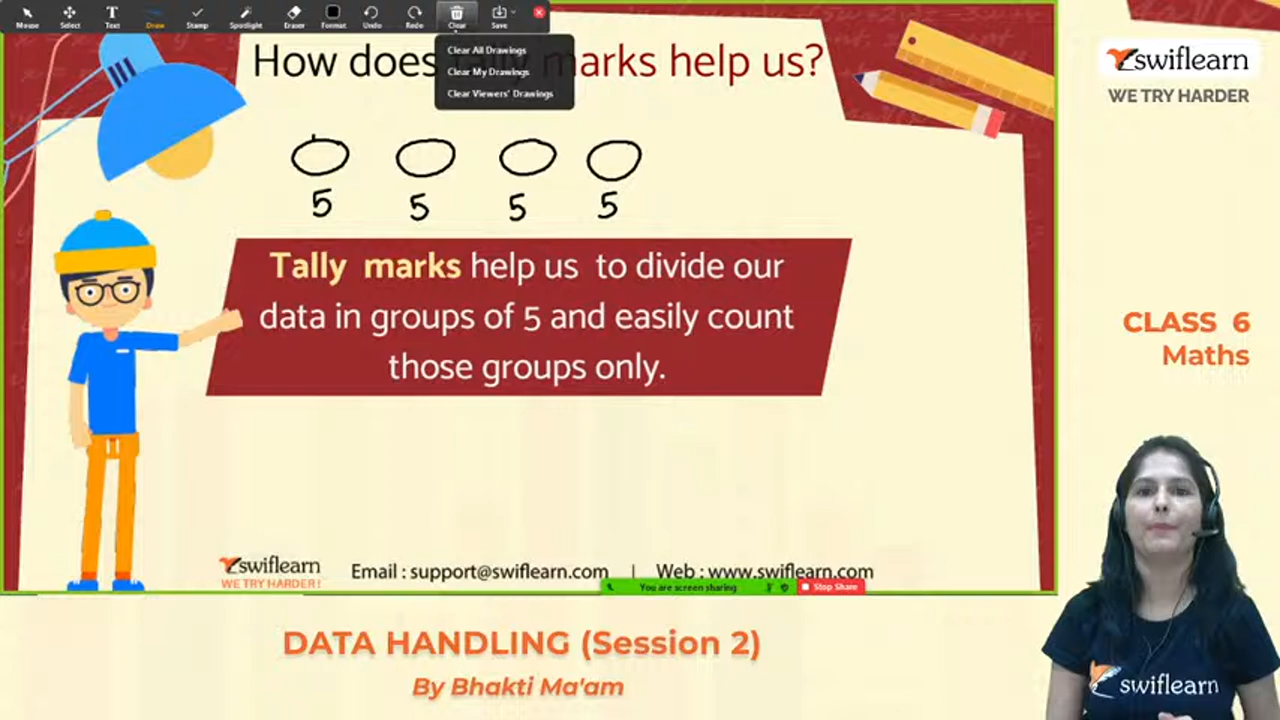 Mouse Select Text Draw Stamp Spotlight Eraser Format Undo Redo Clear Save
Clear All Drawings
Clear My Drawings
Clear Viewers' Drawings
How does tally marks help us?
5 5 5 5
Tally marks help us to divide our
data in groups of 5 and easily count
those groups only.
swiflearn
WE TRY HARDER!
Email : support@swiflearn.com | Web : www.swiflearn.com
You are screen sharing Stop Share
swiflearn
WE TRY HARDER
CLASS 6
Maths
swiflearn
DATA HANDLING (Session 2)
By Bhakti Ma'am